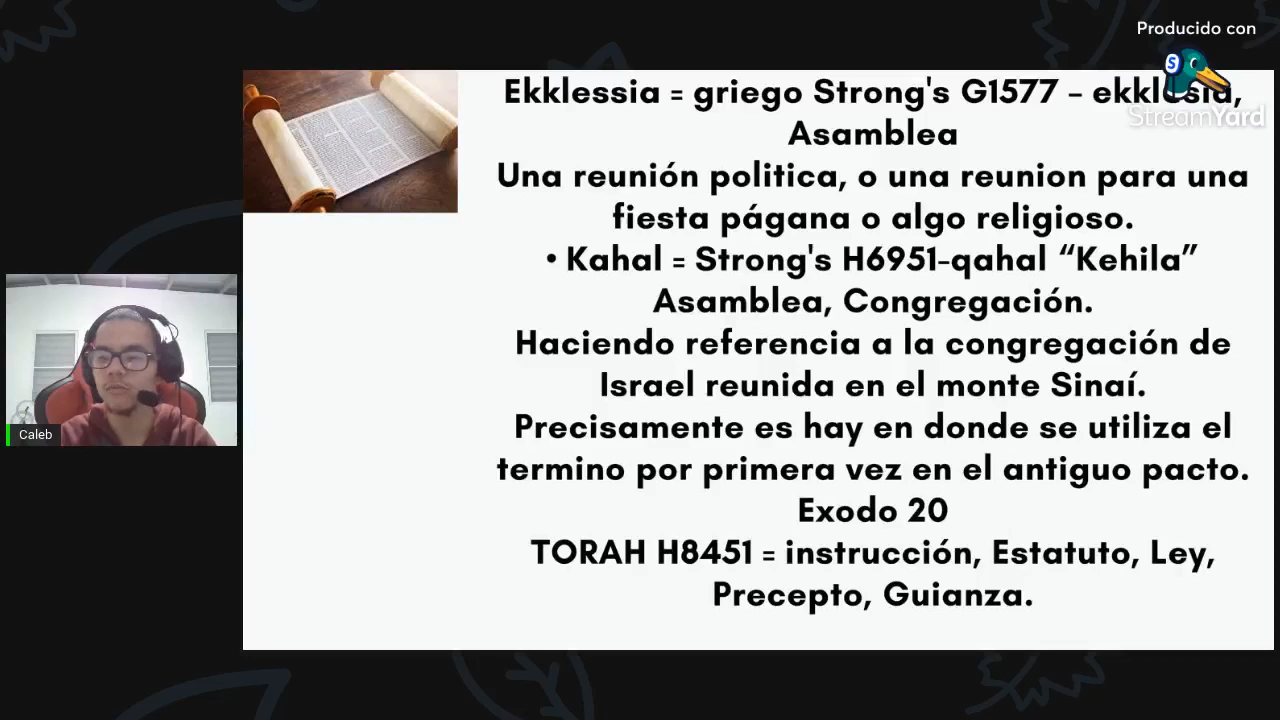 Producido con
StreamYard
Ekklessia = griego Strong's G1577 – ekklesia,
Asamblea
Una reunión politica, o una reunion para una
fiesta págana o algo religioso.
• Kahal = Strong's H6951-qahal “Kehila”
Asamblea, Congregación.
Haciendo referencia a la congregación de
Israel reunida en el monte Sinaí.
Precisamente es hay en donde se utiliza el
termino por primera vez en el antiguo pacto.
Exodo 20
TORAH H8451 = instrucción, Estatuto, Ley,
Precepto, Guianza.
Caleb